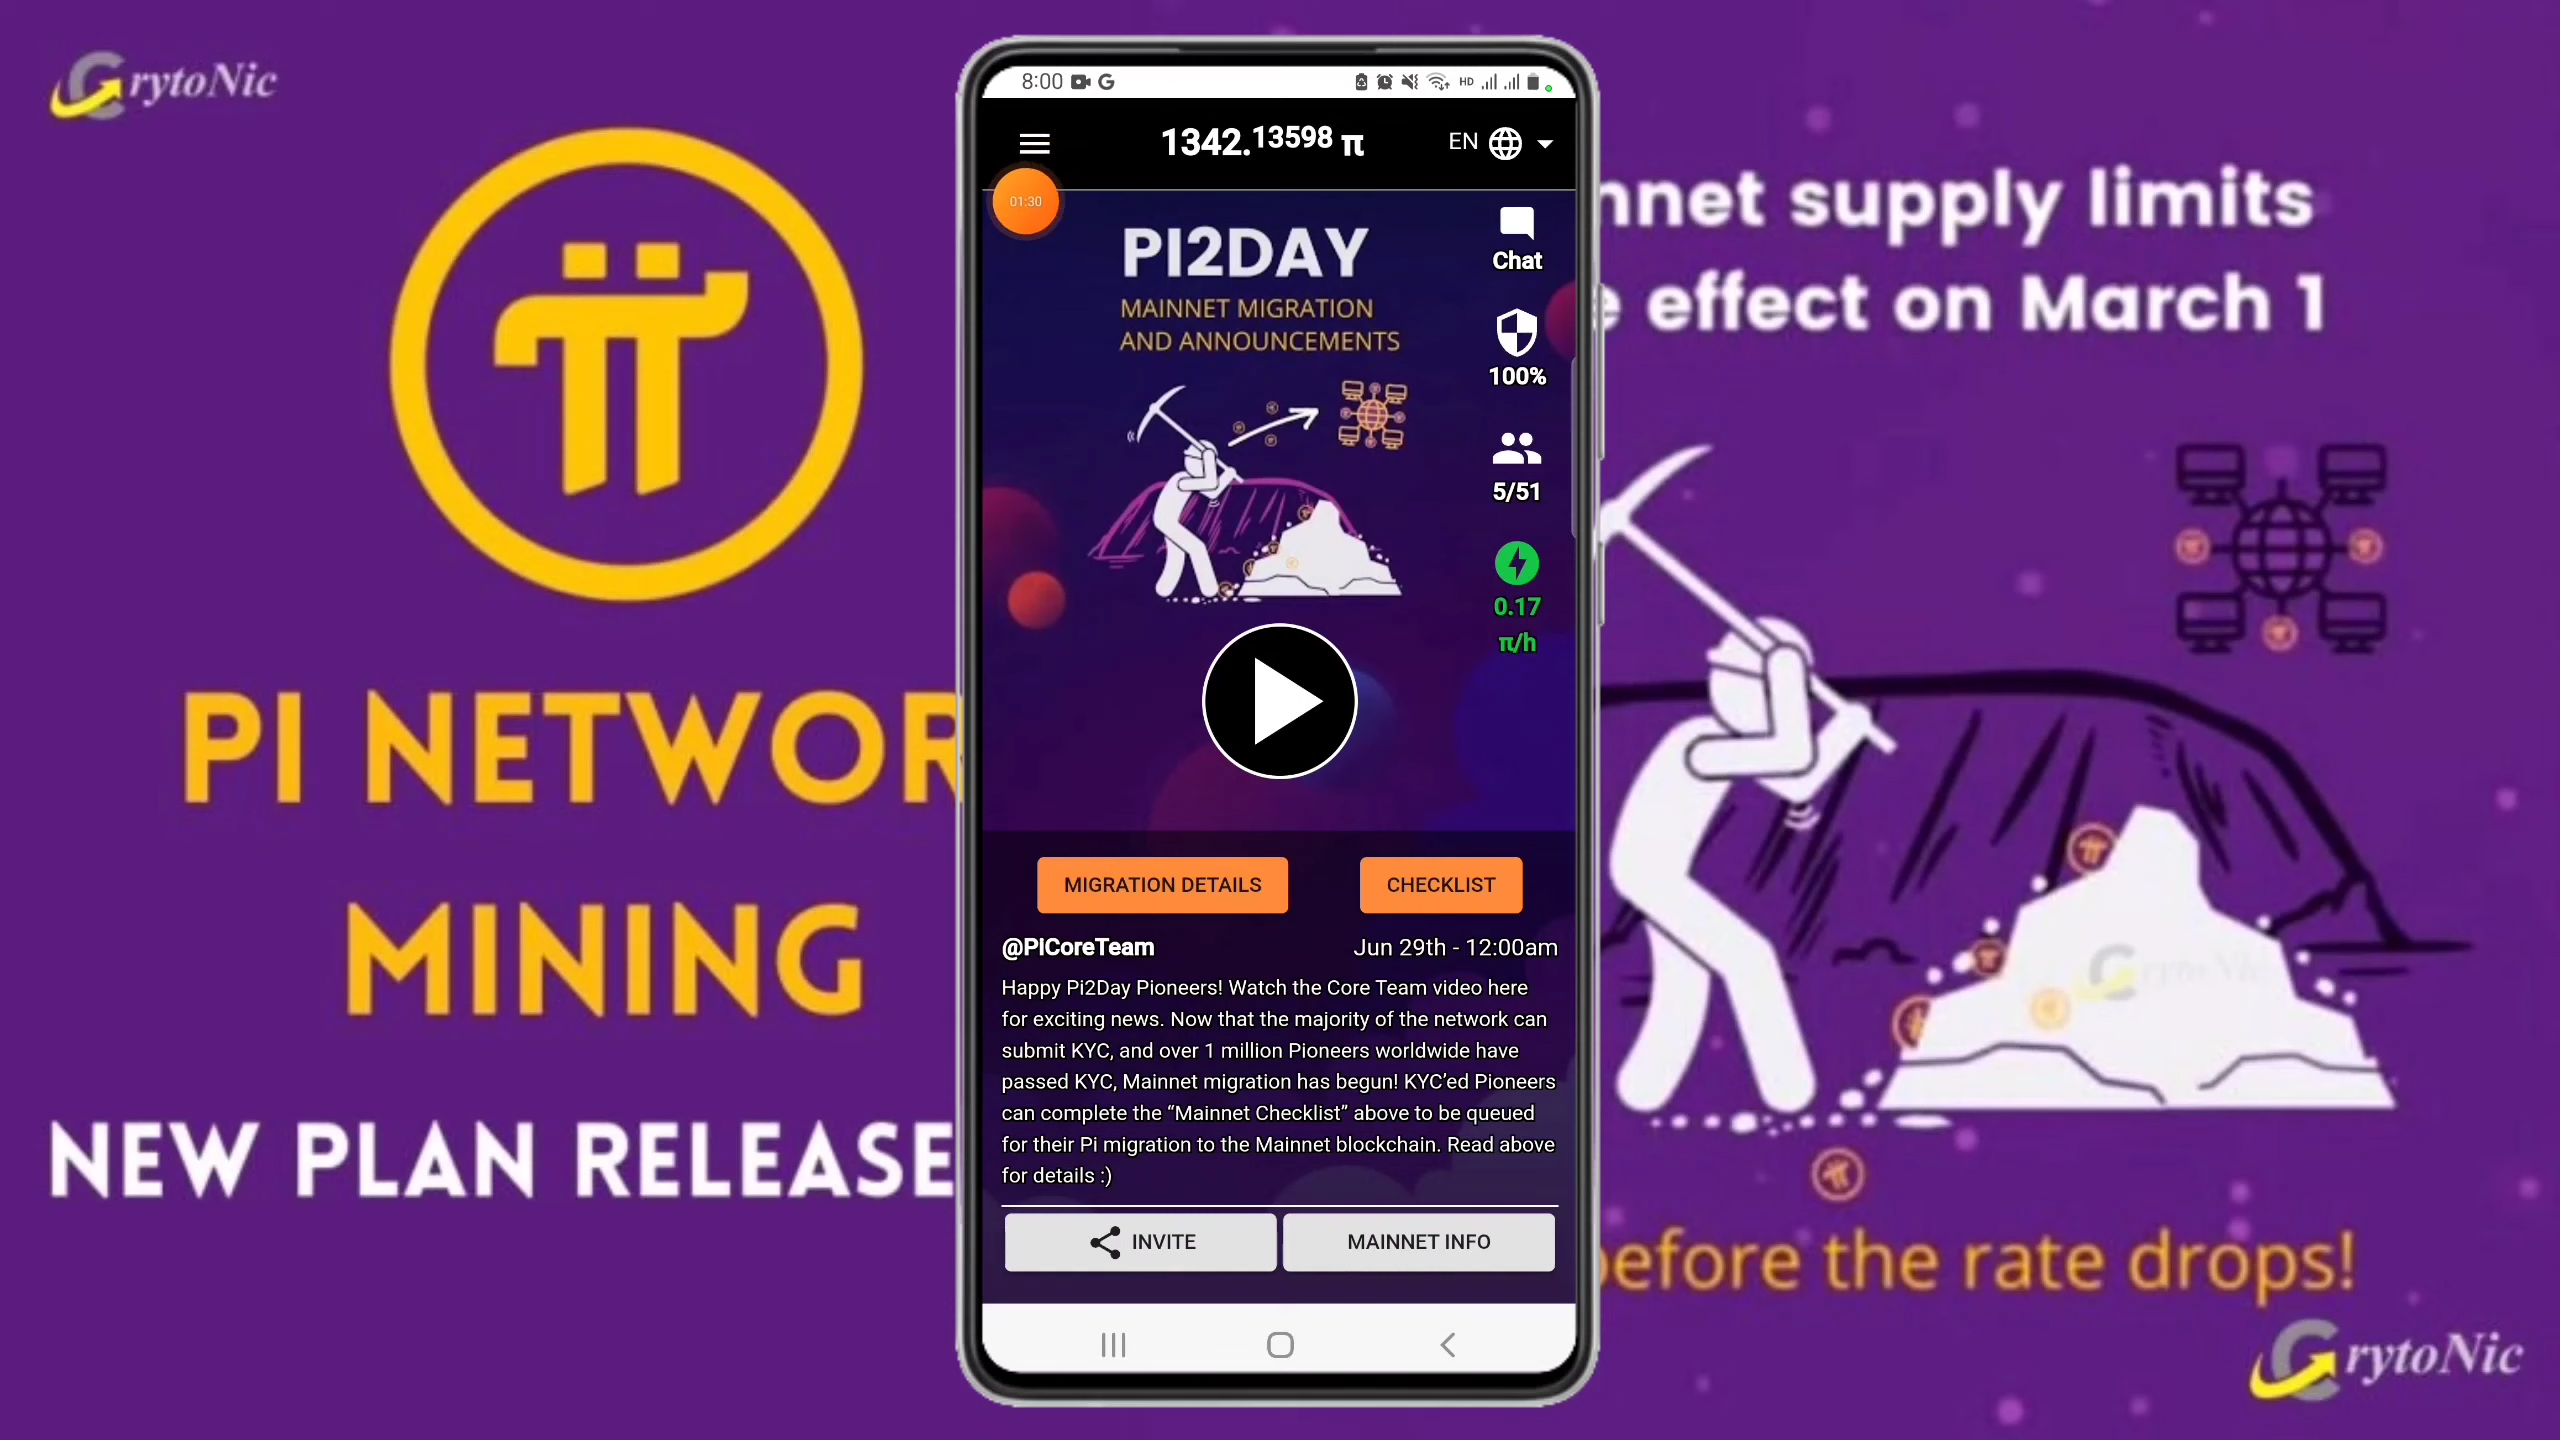 CrytoNic
PI NETWOR
MINING
NEW PLAN RELEASE
8:00
HD
1342.13598 π
EN
01:30
PI2DAY
MAINNET MIGRATION
AND ANNOUNCEMENTS
Chat
100%
5/51
0.17
π/h
MIGRATION DETAILS
CHECKLIST
@PiCoreTeam
Jun 29th - 12:00am
Happy Pi2Day Pioneers! Watch the Core Team video here
for exciting news. Now that the majority of the network can
submit KYC, and over 1 million Pioneers worldwide have
passed KYC, Mainnet migration has begun! KYC’ed Pioneers
can complete the “Mainnet Checklist” above to be queued
for their Pi migration to the Mainnet blockchain. Read above
for details :)
INVITE
MAINNET INFO
nnet supply limits
e effect on March 1
CrytoNic
before the rate drops!
CrytoNic